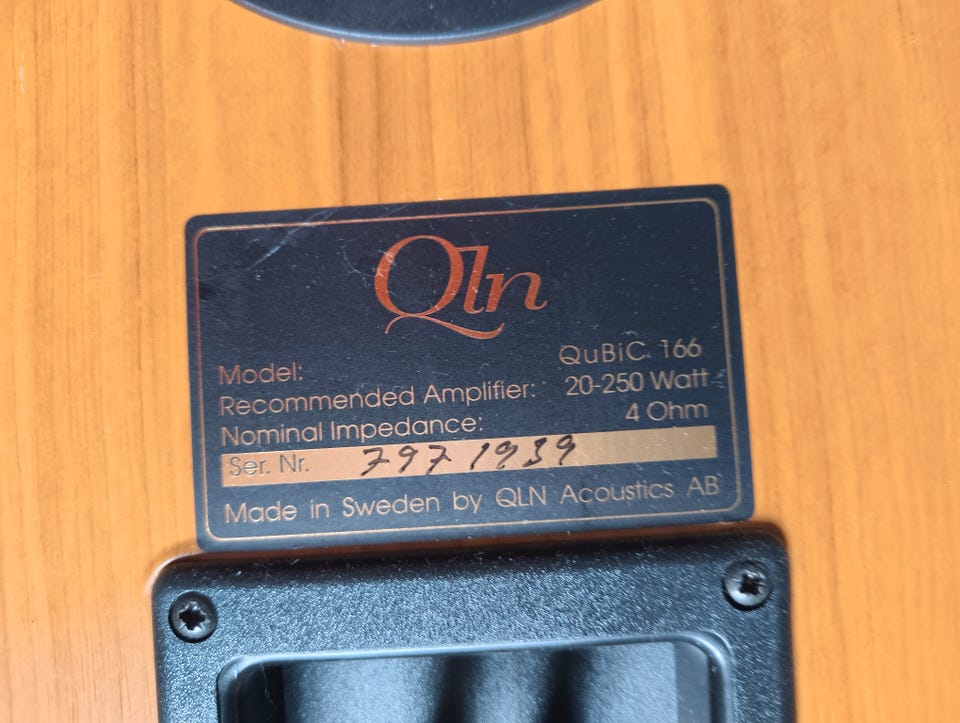 Qln
Model: QuBiC 166
Recommended Amplifier: 20-250 Watt
Nominal Impedance: 4 Ohm
Ser. Nr. 797 1939
Made in Sweden by QLN Acoustics AB